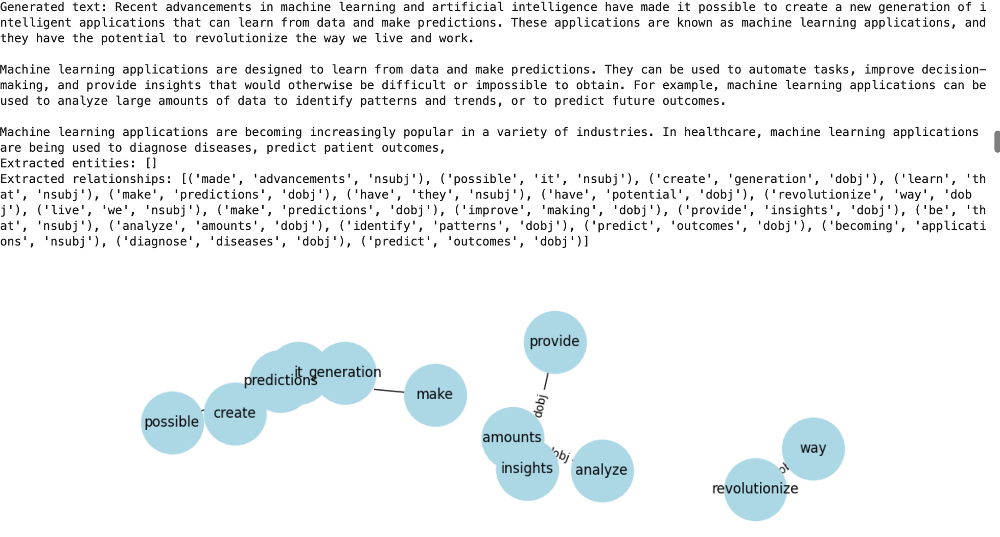 Generated text: Recent advancements in machine learning and artificial intelligence have made it possible to create a new generation of i
ntelligent applications that can learn from data and make predictions. These applications are known as machine learning applications, and
they have the potential to revolutionize the way we live and work.
Machine learning applications are designed to learn from data and make predictions. They can be used to automate tasks, improve decision-
making, and provide insights that would otherwise be difficult or impossible to obtain. For example, machine learning applications can be
used to analyze large amounts of data to identify patterns and trends, or to predict future outcomes.
Machine learning applications are becoming increasingly popular in a variety of industries. In healthcare, machine learning applications
are being used to diagnose diseases, predict patient outcomes,
Extracted entities: []
Extracted relationships: [('made', 'advancements', 'nsubj'), ('possible', 'it', 'nsubj'), ('create', 'generation', 'dobj'), ('learn', 'th
at', 'nsubj'), ('make', 'predictions', 'dobj'), ('have', 'they', 'nsubj'), ('have', 'potential', 'dobj'), ('revolutionize', 'way', 'dob
j'), ('live', 'we', 'nsubj'), ('make', 'predictions', 'dobj'), ('improve', 'making', 'dobj'), ('provide', 'insights', 'dobj'), ('be', 'th
at', 'nsubj'), ('analyze', 'amounts', 'dobj'), ('identify', 'patterns', 'dobj'), ('predict', 'outcomes', 'dobj'), ('becoming', 'applicati
ons', 'nsubj'), ('diagnose', 'diseases', 'dobj'), ('predict', 'outcomes', 'dobj')]
provide
it
generation
predictions
make
dobj
create
possible
amounts
way
insights
analyze
revolutionize